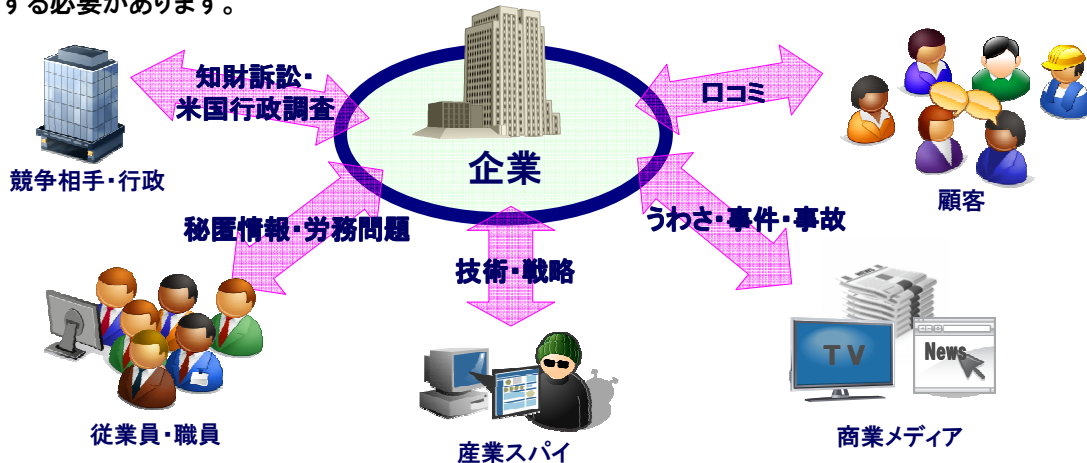 する必要があります。
知財訴訟・
米国行政調査
口コミ
競争相手・行政
企業
顧客
秘匿情報・労務問題
うわさ・事件・事故
技術・戦略
TV
News
従業員・職員
産業スパイ
商業メディア